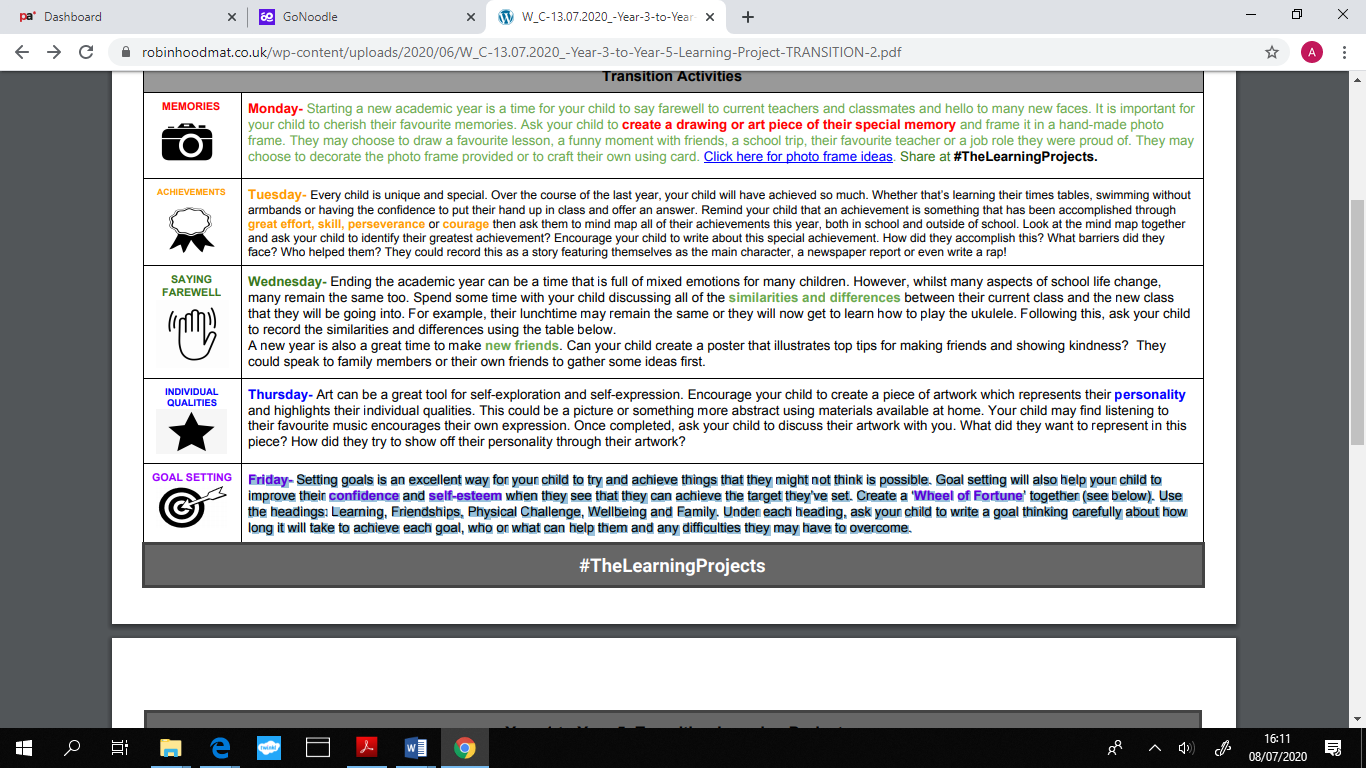 Dashboard
GoNoodle
W_C-13.07.2020_-Year-3-to-Year-
robinhoodmat.co.uk/wp-content/uploads/2020/06/W_C-13.07.2020_-Year-3-to-Year-5-Learning-Project-TRANSITION-2.pdf
A
Transition Activities
MEMORIES
Monday- Starting a new academic year is a time for your child to say farewell to current teachers and classmates and hello to many new faces. It is important for
your child to cherish their favourite memories. Ask your child to create a drawing or art piece of their special memory and frame it in a hand-made photo
frame. They may choose to draw a favourite lesson, a funny moment with friends, a school trip, their favourite teacher or a job role they were proud of. They may
choose to decorate the photo frame provided or to craft their own using card. Click here for photo frame ideas. Share at #TheLearningProjects.
ACHIEVEMENTS
Tuesday- Every child is unique and special. Over the course of the last year, your child will have achieved so much. Whether that's learning their times tables, swimming without
armbands or having the confidence to put their hand up in class and offer an answer. Remind your child that an achievement is something that has been accomplished through
great effort, skill, perseverance or courage then ask them to mind map all of their achievements this year, both in school and outside of school. Look at the mind map together
and ask your child to identify their greatest achievement? Encourage your child to write about this special achievement. How did they accomplish this? What barriers did they
face? Who helped them? They could record this as a story featuring themselves as the main character, a newspaper report or even write a rap!
SAYING
FAREWELL
Wednesday- Ending the academic year can be a time that is full of mixed emotions for many children. However, whilst many aspects of school life change,
many remain the same too. Spend some time with your child discussing all of the similarities and differences between their current class and the new class
that they will be going into. For example, their lunchtime may remain the same or they will now get to learn how to play the ukulele. Following this, ask your child
to record the similarities and differences using the table below.
A new year is also a great time to make new friends. Can your child create a poster that illustrates top tips for making friends and showing kindness? They
could speak to family members or their own friends to gather some ideas first.
INDIVIDUAL
QUALITIES
Thursday- Art can be a great tool for self-exploration and self-expression. Encourage your child to create a piece of artwork which represents their personality
and highlights their individual qualities. This could be a picture or something more abstract using materials available at home. Your child may find listening to
their favourite music encourages their own expression. Once completed, ask your child to discuss their artwork with you. What did they want to represent in this
piece? How did they try to show off their personality through their artwork?
GOAL SETTING
Friday- Setting goals is an excellent way for your child to try and achieve things that they might not think is possible. Goal setting will also help your child to
improve their confidence and self-esteem when they see that they can achieve the target they've set. Create a 'Wheel of Fortune' together (see below). Use
the headings: Learning, Friendships, Physical Challenge, Wellbeing and Family. Under each heading, ask your child to write a goal thinking carefully about how
long it will take to achieve each goal, who or what can help them and any difficulties they may have to overcome.
#TheLearningProjects
16:11
08/07/2020